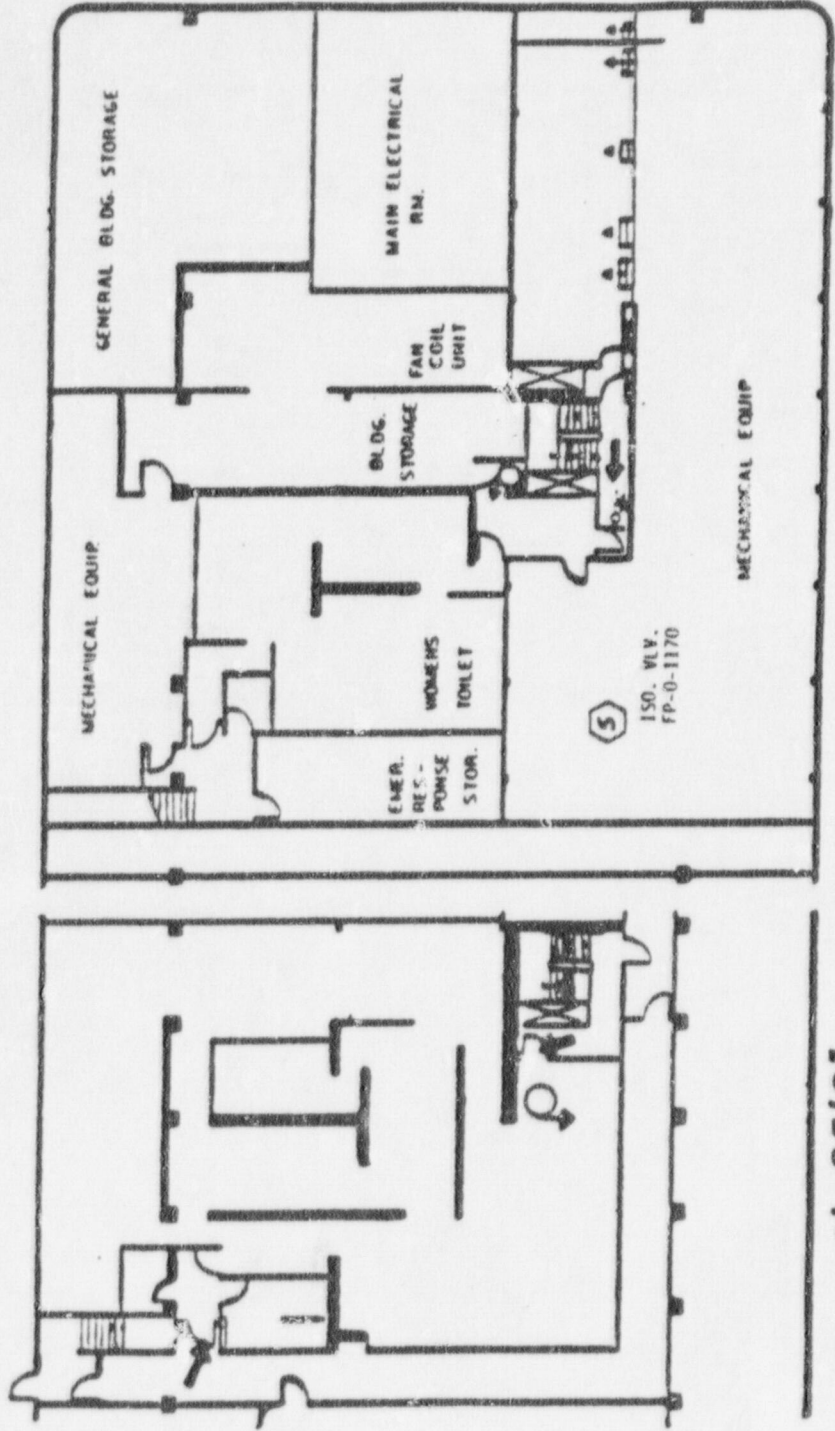 GENERAL BLDG. STORAGE
MAIN ELECTRICAL
RM.
FAN
COIL
UNIT
BLDG.
STORAGE
MECHANICAL EQUIP
MECHANICAL EQUIP
WOMENS
TOILET
EMER.
RES-
PONSE
STOR.
5
ISO. VLV.
FP-0-1170